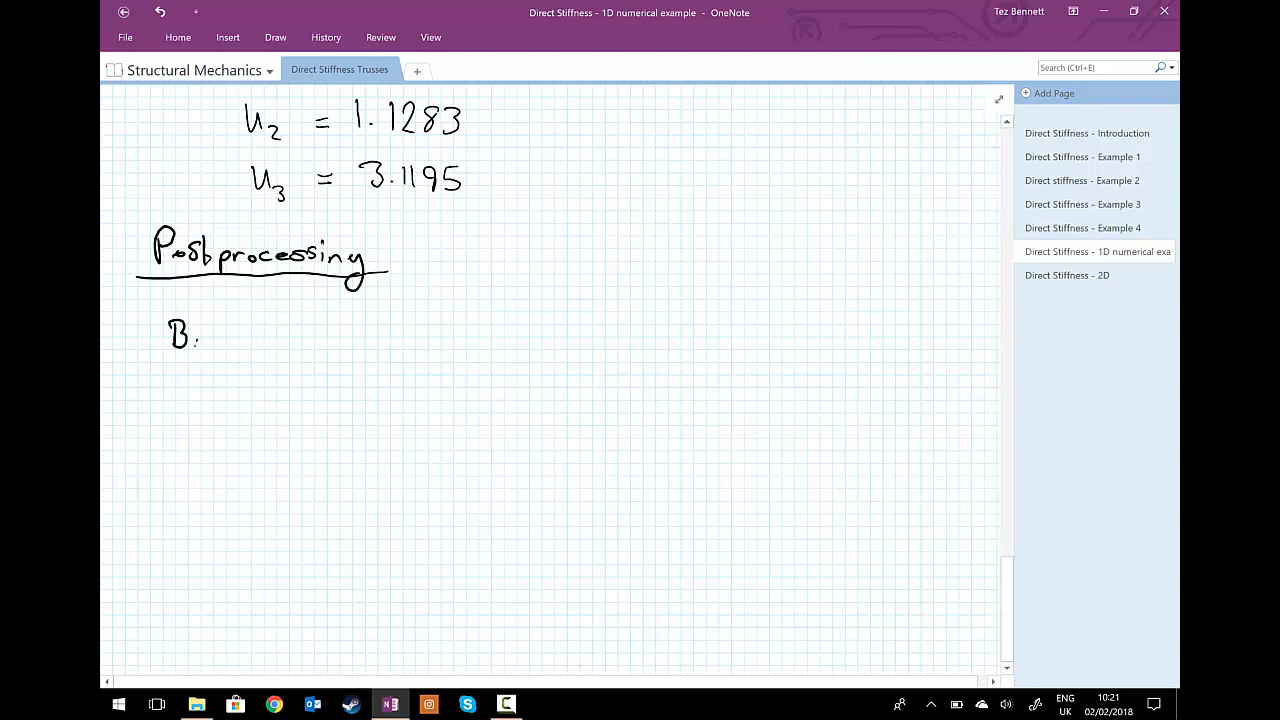 Direct Stiffness - 1D numerical example - OneNote
Tez Bennett
File Home Insert Draw History Review View
Structural Mechanics
Direct Stiffness Trusses
+
Search (Ctrl+E)
Add Page
Direct Stiffness - Introduction
Direct Stiffness - Example 1
Direct stiffness - Example 2
Direct Stiffness - Example 3
Direct Stiffness - Example 4
Direct Stiffness - 1D numerical exa
Direct Stiffness - 2D
u₂ = 1.1283
u₃ = 3.1195
Postprocessing
B.
ENG
UK
10:21
02/02/2018